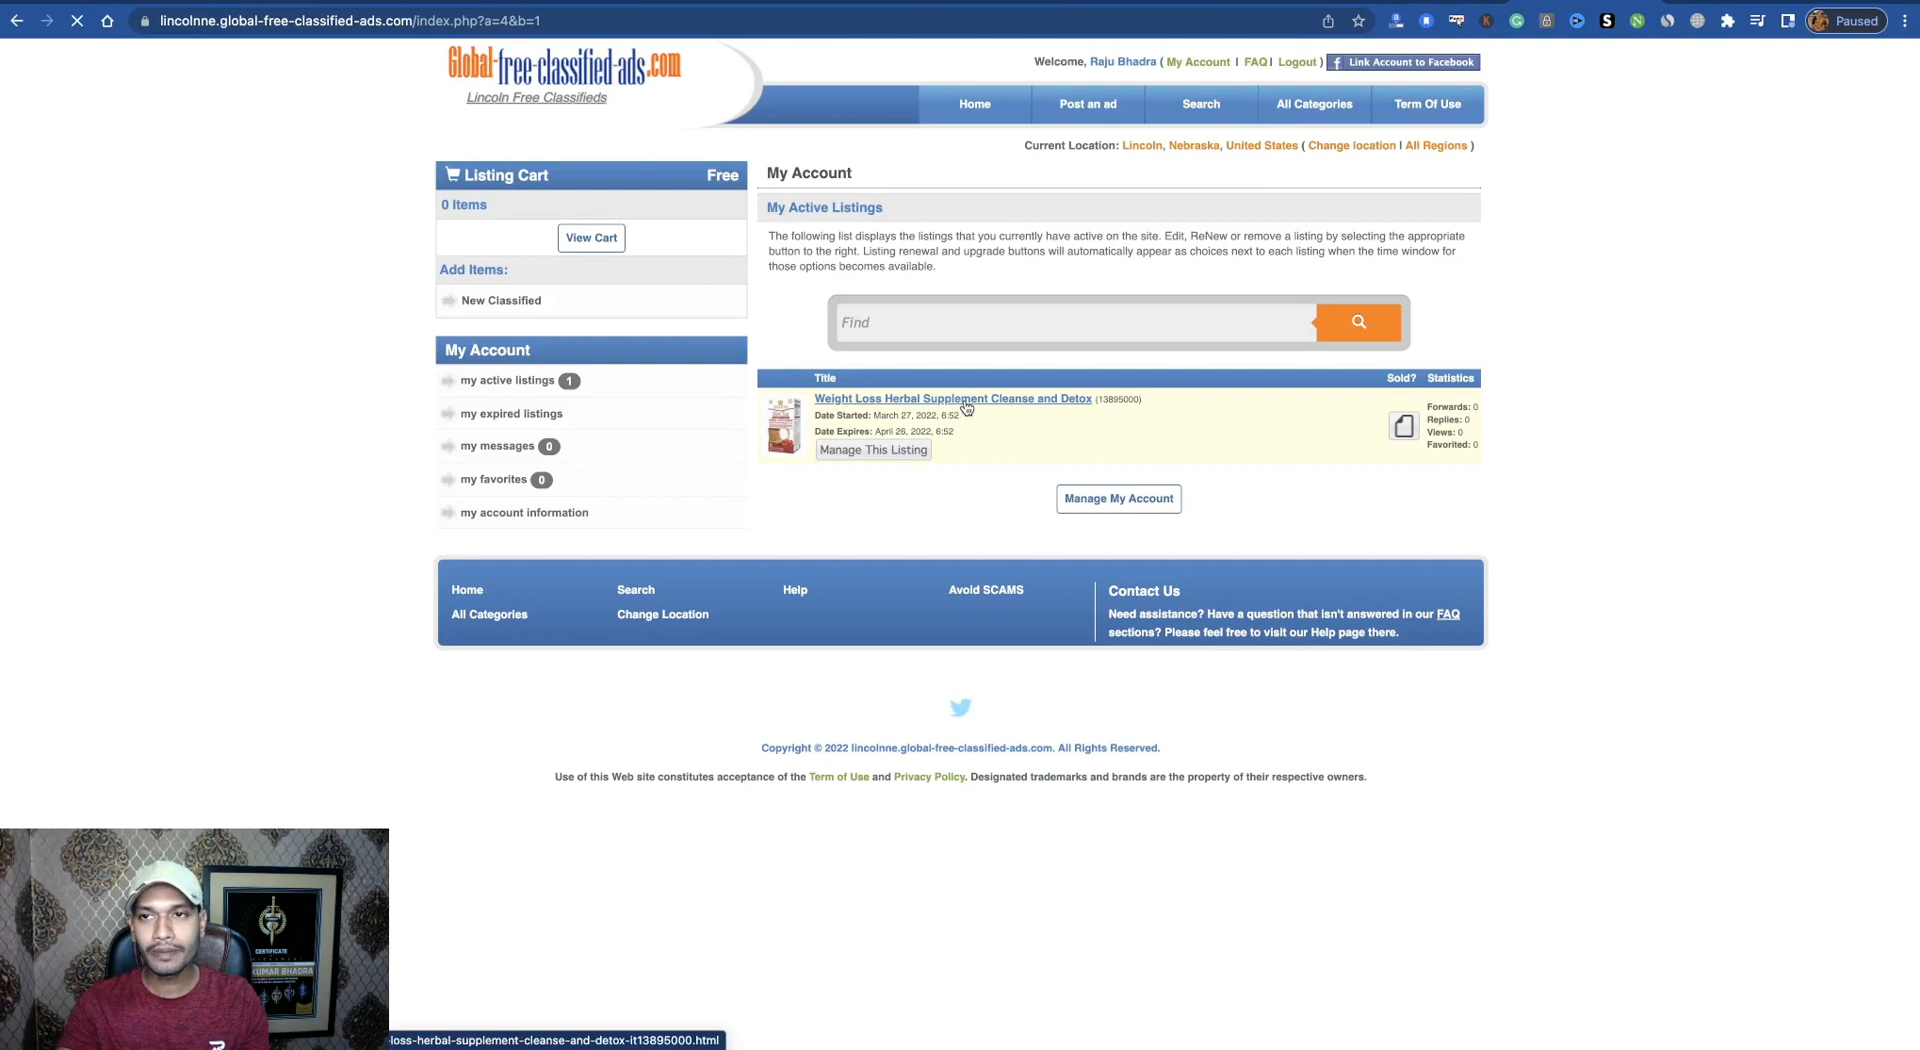 lincolnne.global-free-classified-ads.com/index.php?a=4&b=1
Paused
Global-free-classified-ads.com
Lincoln Free Classifieds
Welcome, Raju Bhadra ( My Account | FAQ | Logout )
Link Account to Facebook
Home
Post an ad
Search
All Categories
Term Of Use
Current Location: Lincoln, Nebraska, United States ( Change location | All Regions )
Listing Cart
Free
0 Items
View Cart
Add Items:
New Classified
My Account
my active listings 1
my expired listings
my messages 0
my favorites 0
my account information
My Account
My Active Listings
The following list displays the listings that you currently have active on the site. Edit, ReNew or remove a listing by selecting the appropriate
button to the right. Listing renewal and upgrade buttons will automatically appear as choices next to each listing when the time window for
those options becomes available.
Find
Title
Sold?
Statistics
Weight Loss Herbal Supplement Cleanse and Detox (13895000)
Date Started: March 27, 2022, 6:52
Date Expires: April 26, 2022, 6:52
Manage This Listing
Forwards: 0
Replies: 0
Views: 0
Favorited: 0
Manage My Account
Home
Search
Help
Avoid SCAMS
All Categories
Change Location
Contact Us
Need assistance? Have a question that isn't answered in our FAQ
sections? Please feel free to visit our Help page there.
Copyright © 2022 lincolnne.global-free-classified-ads.com. All Rights Reserved.
Use of this Web site constitutes acceptance of the Term of Use and Privacy Policy. Designated trademarks and brands are the property of their respective owners.
CERTIFICATE
KUMAR BHADRA
loss-herbal-supplement-cleanse-and-detox-it13895000.html